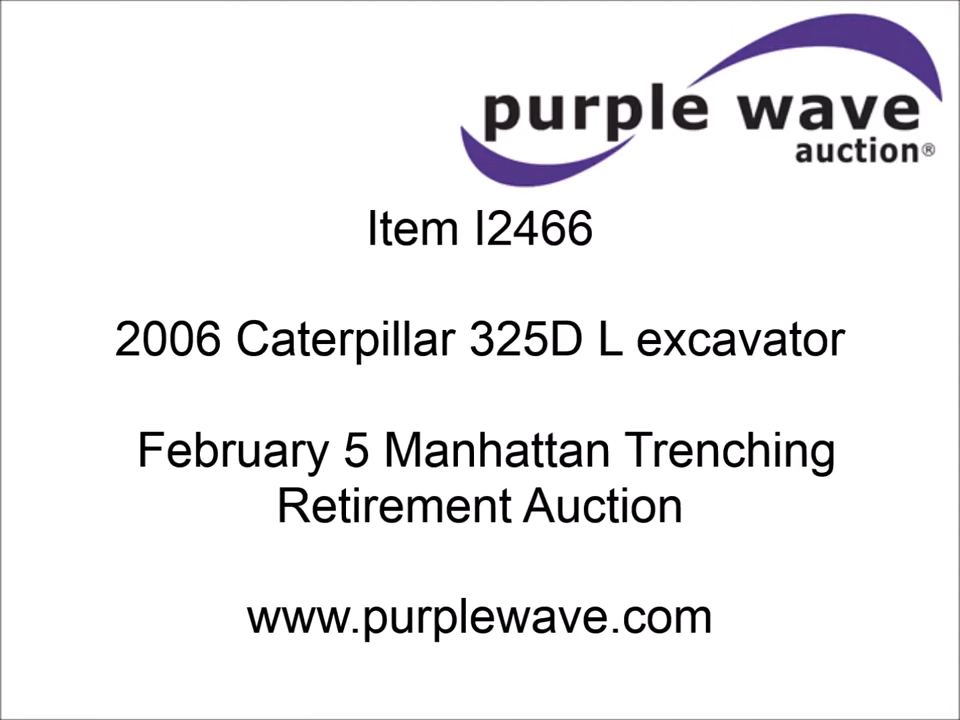 purple wave
auction®
Item I2466
2006 Caterpillar 325D L excavator
February 5 Manhattan Trenching
Retirement Auction
www.purplewave.com